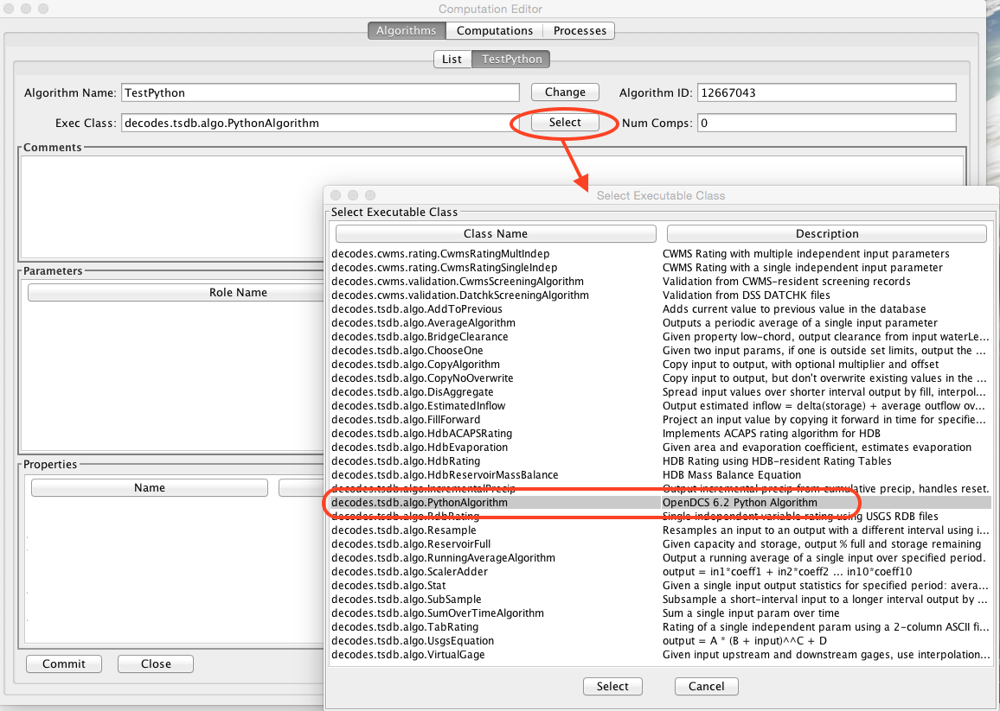 Computation Editor
Algorithms Computations Processes
List TestPython
Algorithm Name: TestPython Change Algorithm ID: 12667043
Exec Class: decodes.tsdb.algo.PythonAlgorithm Select Num Comps: 0
Comments
Parameters
Role Name
Properties
Name
Commit Close
Select Executable Class
Select Executable Class
Class Name Description
decodes.cwms.rating.CwmsRatingMultIndep CWMS Rating with multiple independent input parameters
decodes.cwms.rating.CwmsRatingSingleIndep CWMS Rating with a single independent input parameter
decodes.cwms.validation.CwmsScreeningAlgorithm Validation from CWMS-resident screening records
decodes.cwms.validation.DatchkScreeningAlgorithm Validation from DSS DATCHK files
decodes.tsdb.algo.AddToPrevious Adds current value to previous value in the database
decodes.tsdb.algo.AverageAlgorithm Outputs a periodic average of a single input parameter
decodes.tsdb.algo.BridgeClearance Given property low-chord, output clearance from input waterLe...
decodes.tsdb.algo.ChooseOne Given two input params, if one is outside set limits, output the ...
decodes.tsdb.algo.CopyAlgorithm Copy input to output, with optional multiplier and offset
decodes.tsdb.algo.CopyNoOverwrite Copy input to output, but don't overwrite existing values in the ...
decodes.tsdb.algo.DisAggregate Spread input values over shorter interval output by fill, interpol...
decodes.tsdb.algo.EstimatedInflow Output estimated inflow = delta(storage) + average outflow ov...
decodes.tsdb.algo.FillForward Project an input value by copying it forward in time for specifie...
decodes.tsdb.algo.HdbACAPSRating Implements ACAPS rating algorithm for HDB
decodes.tsdb.algo.HdbEvaporation Given area and evaporation coefficient, estimates evaporation
decodes.tsdb.algo.HdbRating HDB Rating using HDB-resident Rating Tables
decodes.tsdb.algo.HdbReservoirMassBalance HDB Mass Balance Equation
decodes.tsdb.algo.IncrementalPrecip Output incremental precip from cumulative precip, handles reset.
decodes.tsdb.algo.PythonAlgorithm OpenDCS 6.2 Python Algorithm
decodes.tsdb.algo.RdbRating Single independent variable rating using USGS RDB files
decodes.tsdb.algo.Resample Resamples an input to an output with a different interval using i...
decodes.tsdb.algo.ReservoirFull Given capacity and storage, output % full and storage remaining
decodes.tsdb.algo.RunningAverageAlgorithm Output a running average of a single input over specified period.
decodes.tsdb.algo.ScalerAdder output = in1*coeff1 + in2*coeff2 ... in10*coeff10
decodes.tsdb.algo.Stat Given a single input output statistics for specified period: avera...
decodes.tsdb.algo.SubSample Subsample a short-interval input to a longer interval output by ...
decodes.tsdb.algo.SumOverTimeAlgorithm Sum a single input param over time
decodes.tsdb.algo.TabRating Rating of a single independent param using a 2-column ASCII fi...
decodes.tsdb.algo.UsgsEquation output = A * (B + input)^^C + D
decodes.tsdb.algo.VirtualGage Given input upstream and downstream gages, use interpolation...
Select Cancel